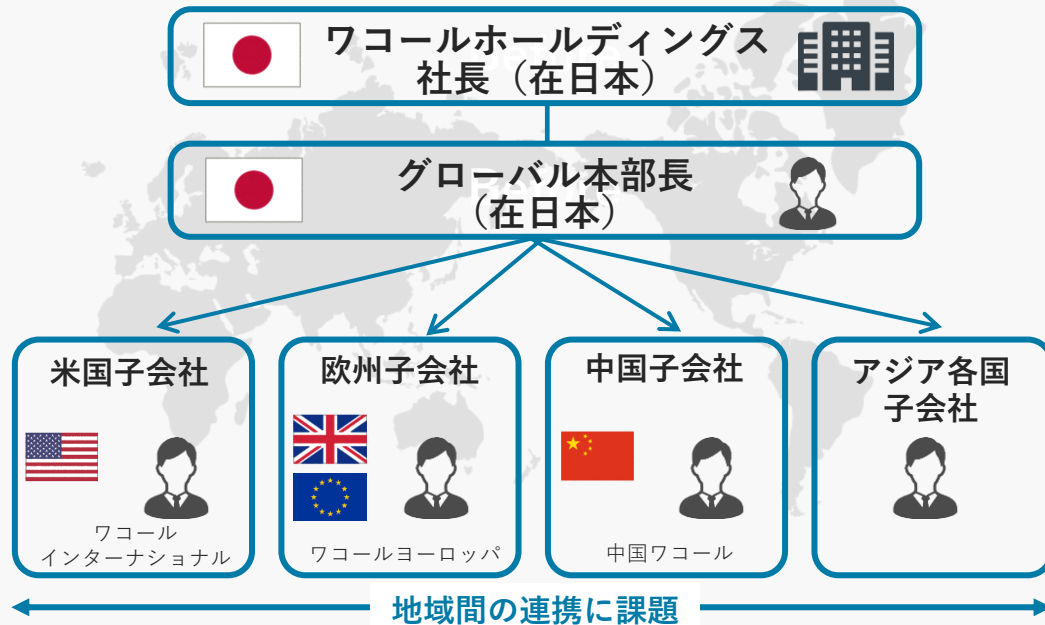 ワコールホールディングス
社長（在日本）
グローバル本部長
（在日本）
米国子会社
ワコール
インターナショナル
欧州子会社
ワコールヨーロッパ
中国子会社
中国ワコール
アジア各国
子会社
地域間の連携に課題